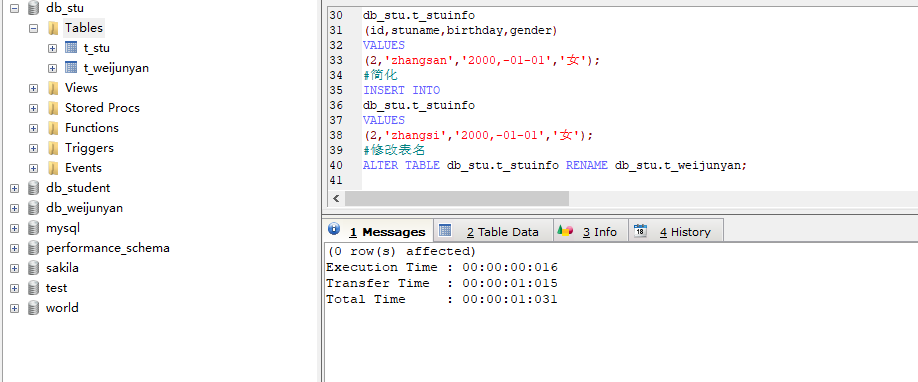 db_stu
Tables
t_stu
t_weijunyan
Views
Stored Procs
Functions
Triggers
Events
db_student
db_weijunyan
mysql
performance_schema
sakila
test
world
30 db_stu.t_stuinfo
31 (id,stuname,birthday,gender)
32 VALUES
33 (2,'zhangsan','2000,-01-01','女');
34 #简化
35 INSERT INTO
36 db_stu.t_stuinfo
37 VALUES
38 (2,'zhangsi','2000,-01-01','女');
39 #修改表名
40 ALTER TABLE db_stu.t_stuinfo RENAME db_stu.t_weijunyan;
41
1 Messages 2 Table Data 3 Info 18 4 History
(0 row(s) affected)
Execution Time : 00:00:00:016
Transfer Time : 00:00:01:015
Total Time : 00:00:01:031